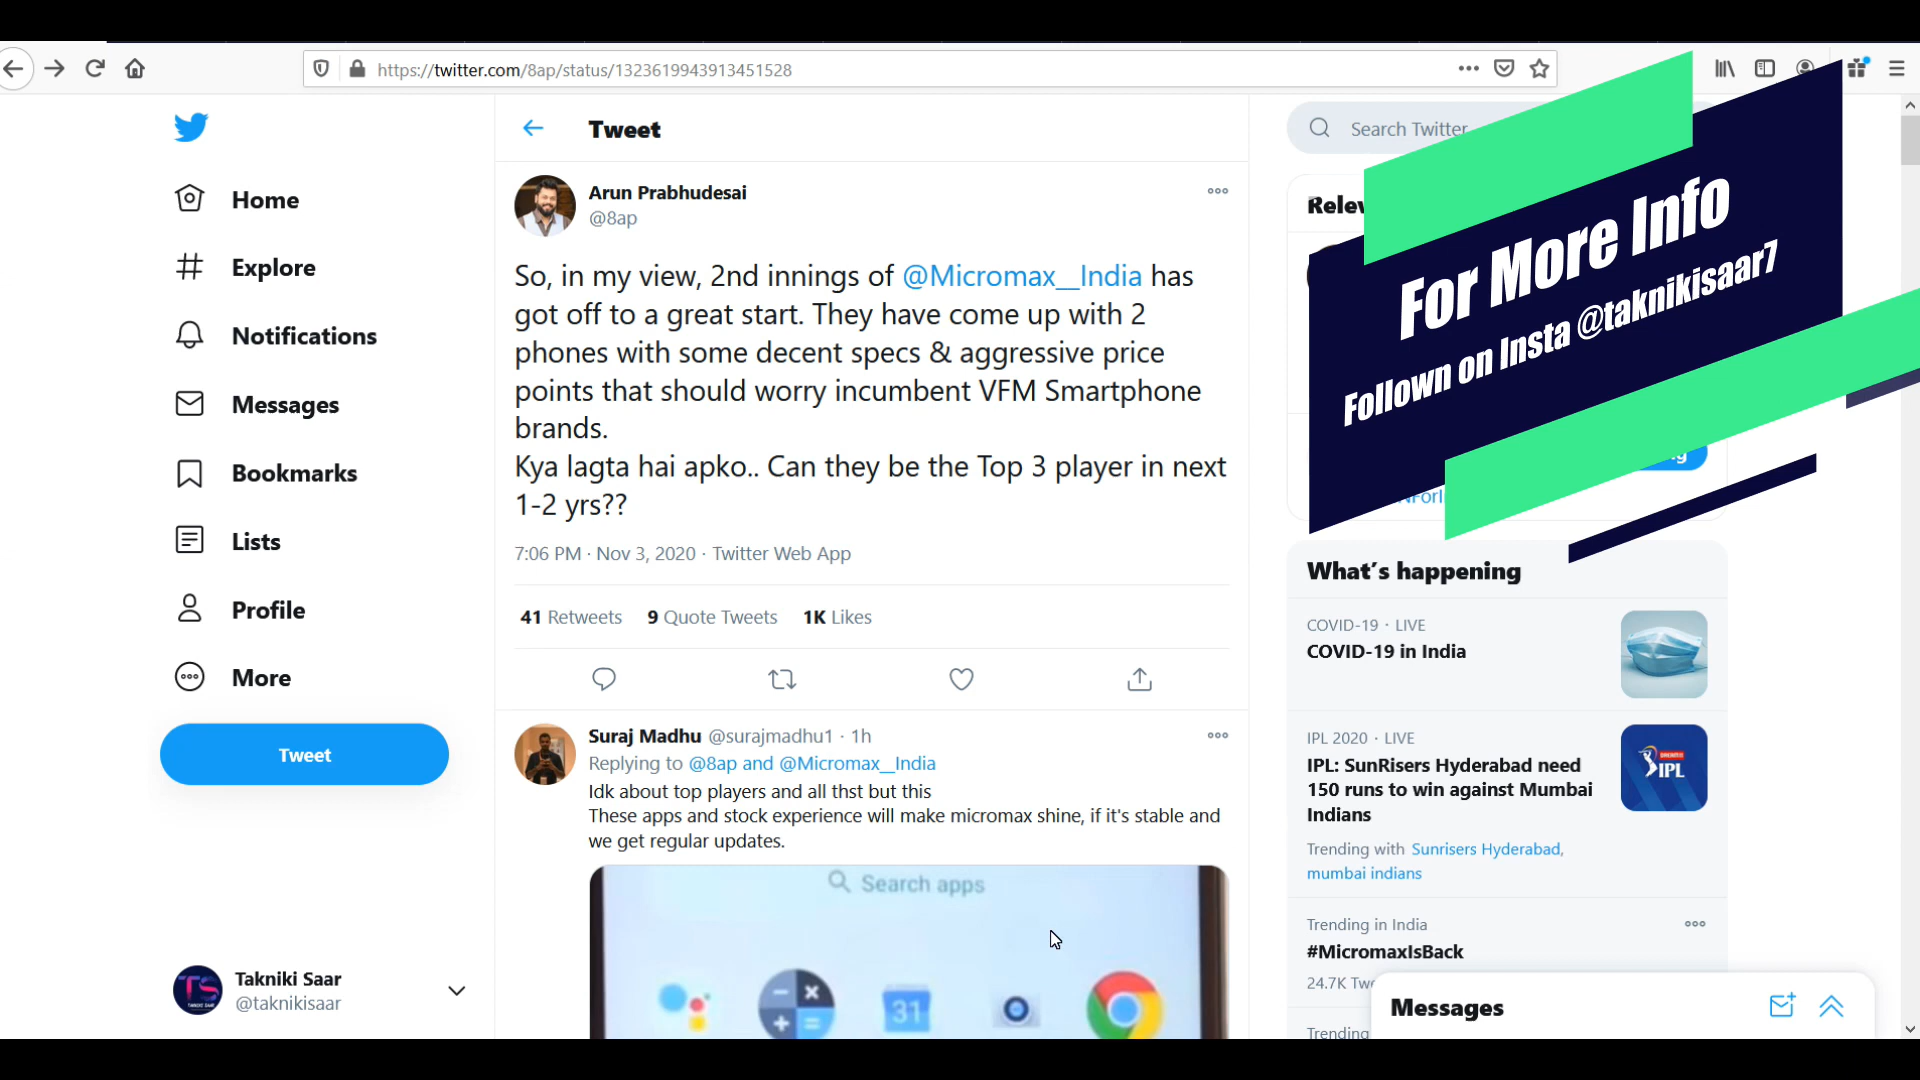 https://twitter.com/8ap/status/1323619943913451528
Home
Explore
Notifications
Messages
Bookmarks
Lists
Profile
More
Tweet
Takniki Saar
@taknikisaar
Tweet
Arun Prabhudesai
@8ap
So, in my view, 2nd innings of @Micromax__India has
got off to a great start. They have come up with 2
phones with some decent specs & aggressive price
points that should worry incumbent VFM Smartphone
brands.
Kya lagta hai apko.. Can they be the Top 3 player in next
1-2 yrs??
7:06 PM · Nov 3, 2020 · Twitter Web App
41 Retweets 9 Quote Tweets 1K Likes
Suraj Madhu @surajmadhu1 · 1h
Replying to @8ap and @Micromax__India
Idk about top players and all thst but this
These apps and stock experience will make micromax shine, if it's stable and
we get regular updates.
Search apps
31
Search Twitter
For More Info
Follown on Insta @taknikisaar7
What's happening
COVID-19 · LIVE
COVID-19 in India
IPL 2020 · LIVE
IPL: SunRisers Hyderabad need
150 runs to win against Mumbai
Indians
IPL
Trending with Sunrisers Hyderabad,
mumbai indians
Trending in India
#MicromaxIsBack
24.7K
Trending
Messages